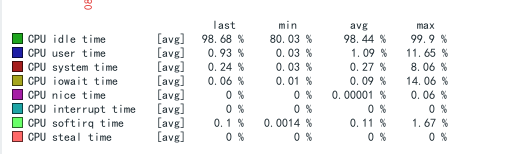 08
last min avg max
CPU idle time [avg] 98.68 % 80.03 % 98.44 % 99.9 %
CPU user time [avg] 0.93 % 0.03 % 1.09 % 11.65 %
CPU system time [avg] 0.24 % 0.03 % 0.27 % 8.06 %
CPU iowait time [avg] 0.06 % 0.01 % 0.09 % 14.06 %
CPU nice time [avg] 0 % 0 % 0.00001 % 0.06 %
CPU interrupt time [avg] 0 % 0 % 0 % 0 %
CPU softirq time [avg] 0.1 % 0.0014 % 0.11 % 1.67 %
CPU steal time [avg] 0 % 0 % 0 % 0 %